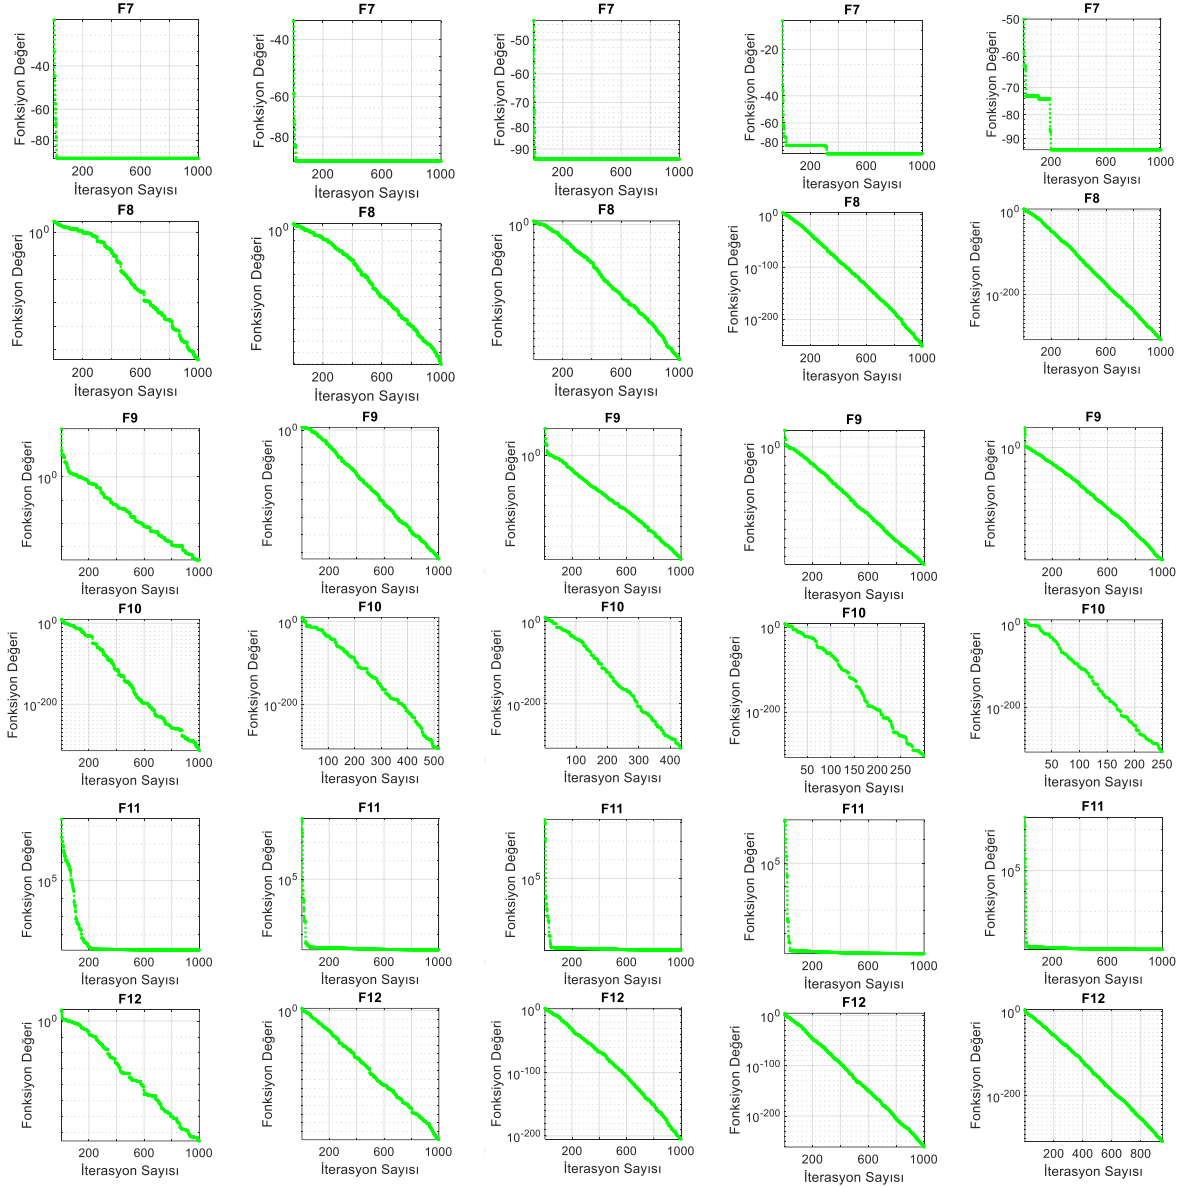 F7 F7 F7 F7 F7
Fonksiyon Değeri Fonksiyon Değeri Fonksiyon Değeri Fonksiyon Değeri Fonksiyon Değeri
-40 -60 -80
-40 -60 -80
-50 -60 -70 -80 -90
-20 -40 -60 -80
-50 -60 -70 -80 -90
200 600 1000 200 600 1000 200 600 1000 200 600 1000 200 600 1000
İterasyon Sayısı İterasyon Sayısı İterasyon Sayısı İterasyon Sayısı İterasyon Sayısı
F8 F8 F8 F8 F8
Fonksiyon Değeri Fonksiyon Değeri Fonksiyon Değeri Fonksiyon Değeri Fonksiyon Değeri
10^0
10^0
10^0
10^0 10^-100 10^-200
10^0 10^-200
200 600 1000 200 600 1000 200 600 1000 200 600 1000 200 600 1000
İterasyon Sayısı İterasyon Sayısı İterasyon Sayısı İterasyon Sayısı İterasyon Sayısı
F9 F9 F9 F9 F9
Fonksiyon Değeri Fonksiyon Değeri Fonksiyon Değeri Fonksiyon Değeri Fonksiyon Değeri
10^0 10^0 10^0 10^0 10^0
200 600 1000 200 600 1000 200 600 1000 200 600 1000 200 600 1000
İterasyon Sayısı İterasyon Sayısı İterasyon Sayısı İterasyon Sayısı İterasyon Sayısı
F10 F10 F10 F10 F10
Fonksiyon Değeri Fonksiyon Değeri Fonksiyon Değeri Fonksiyon Değeri Fonksiyon Değeri
10^0 10^0 10^0 10^0 10^0
10^-200 10^-200 10^-200 10^-200 10^-200
200 600 1000 100 200 300 400 500 100 200 300 400 50 100 150 200 250 50 100 150 200 250
İterasyon Sayısı İterasyon Sayısı İterasyon Sayısı İterasyon Sayısı İterasyon Sayısı
F11 F11 F11 F11 F11
Fonksiyon Değeri Fonksiyon Değeri Fonksiyon Değeri Fonksiyon Değeri Fonksiyon Değeri
10^5 10^5 10^5 10^5 10^5
200 600 1000 200 600 1000 200 600 1000 200 600 1000 200 600 1000
İterasyon Sayısı İterasyon Sayısı İterasyon Sayısı İterasyon Sayısı İterasyon Sayısı
F12 F12 F12 F12 F12
Fonksiyon Değeri Fonksiyon Değeri Fonksiyon Değeri Fonksiyon Değeri Fonksiyon Değeri
10^0
10^0
10^0 10^-100 10^-200
10^0 10^-100 10^-200
10^0 10^-200
200 600 1000 200 600 1000 200 600 1000 200 600 1000 200 400 600 800
İterasyon Sayısı İterasyon Sayısı İterasyon Sayısı İterasyon Sayısı İterasyon Sayısı